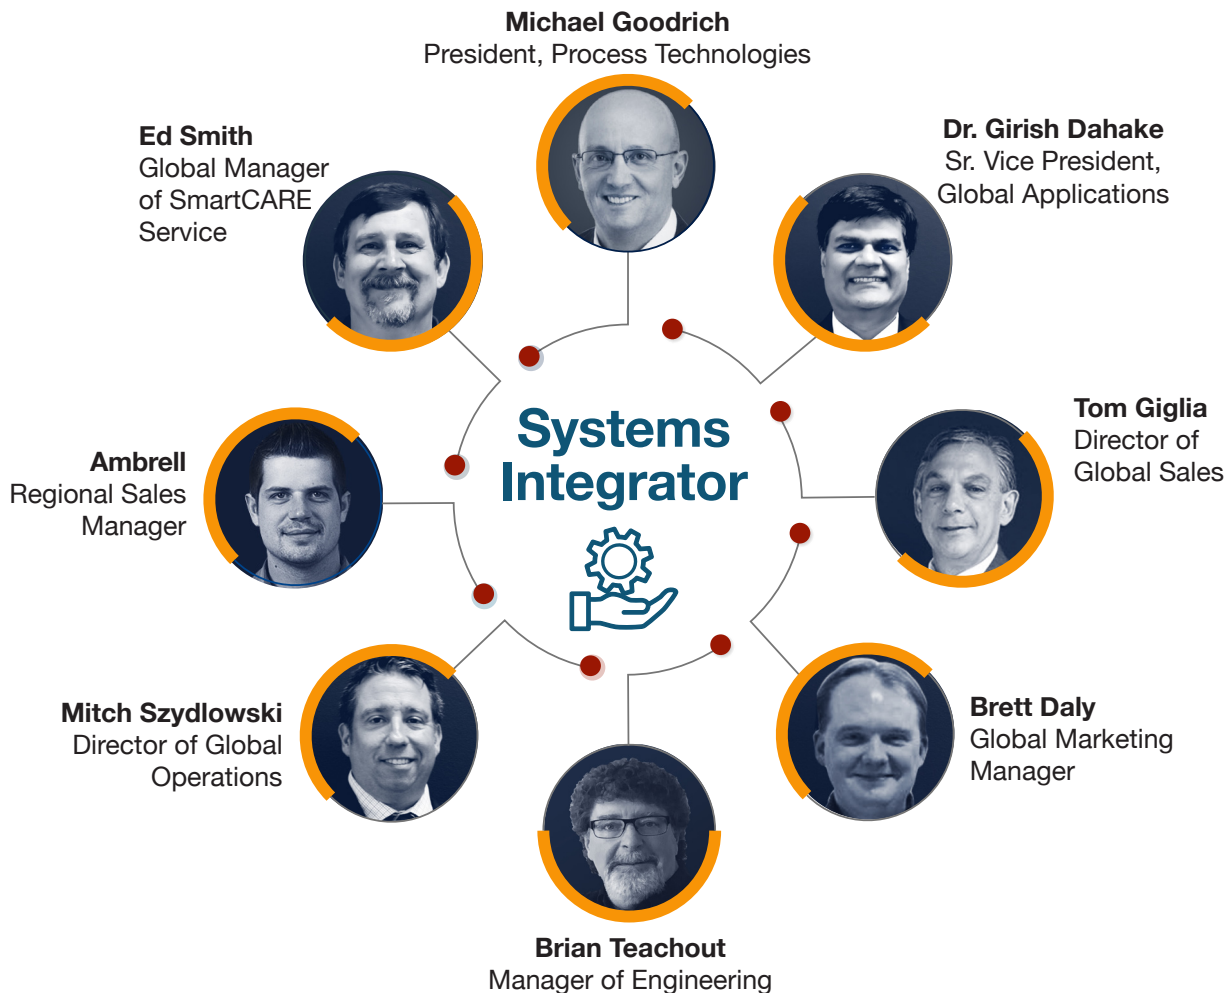 Michael Goodrich
President, Process Technologies
Ed Smith
Global Manager
of SmartCARE
Service
Dr. Girish Dahake
Sr. Vice President,
Global Applications
Tom Giglia
Director of
Global Sales
Systems
Integrator
Ambrell
Regional Sales
Manager
Mitch Szydlowski
Director of Global
Operations
Brett Daly
Global Marketing
Manager
Brian Teachout
Manager of Engineering